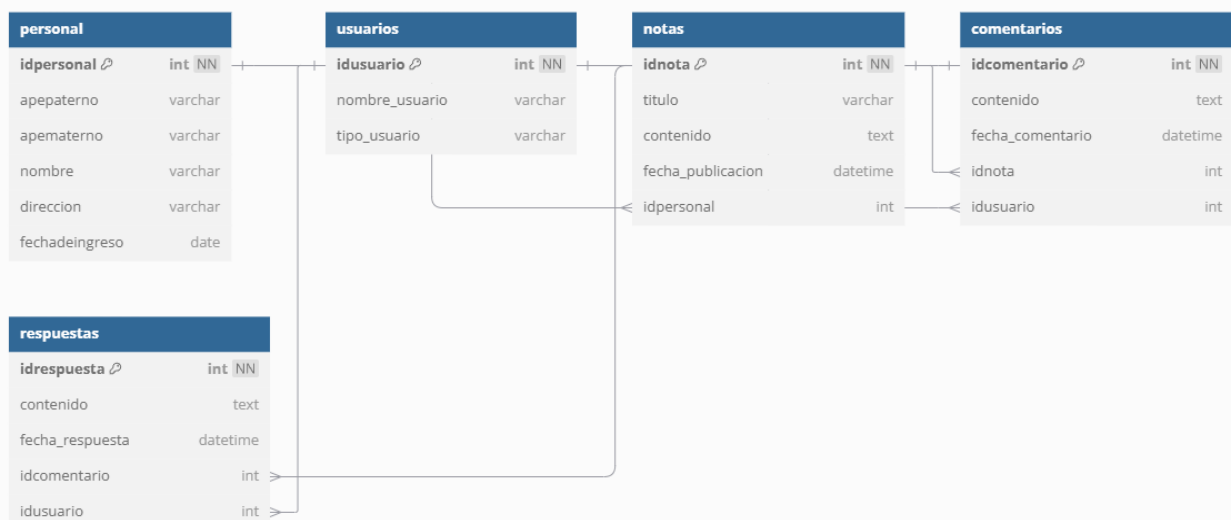 personal
idpersonal int NN
apepaterno varchar
apematerno varchar
nombre varchar
direccion varchar
fechadeingreso date
usuarios
idusuario int NN
nombre_usuario varchar
tipo_usuario varchar
notas
idnota int NN
titulo varchar
contenido text
fecha_publicacion datetime
idpersonal int
comentarios
idcomentario int NN
contenido text
fecha_comentario datetime
idnota int
idusuario int
respuestas
idrespuesta int NN
contenido text
fecha_respuesta datetime
idcomentario int
idusuario int